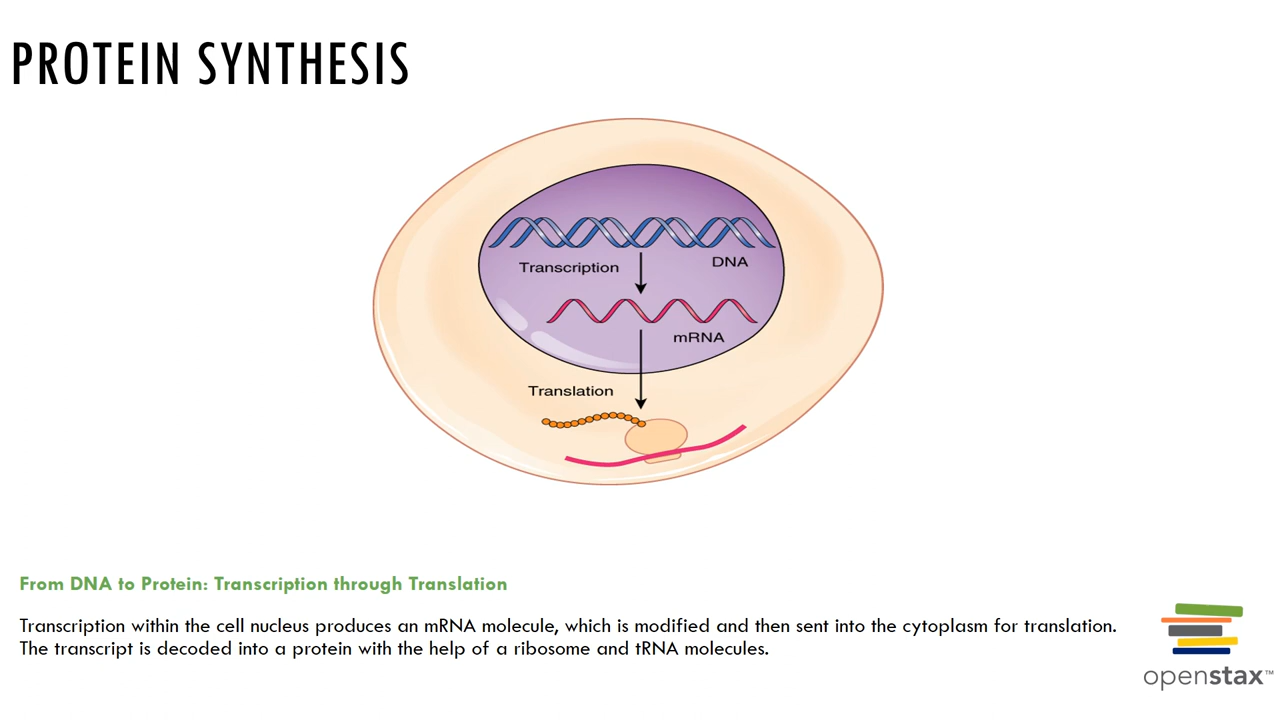 PROTEIN SYNTHESIS
Transcription
DNA
mRNA
Translation
From DNA to Protein: Transcription through Translation
Transcription within the cell nucleus produces an mRNA molecule, which is modified and then sent into the cytoplasm for translation.
The transcript is decoded into a protein with the help of a ribosome and tRNA molecules.
openstax™